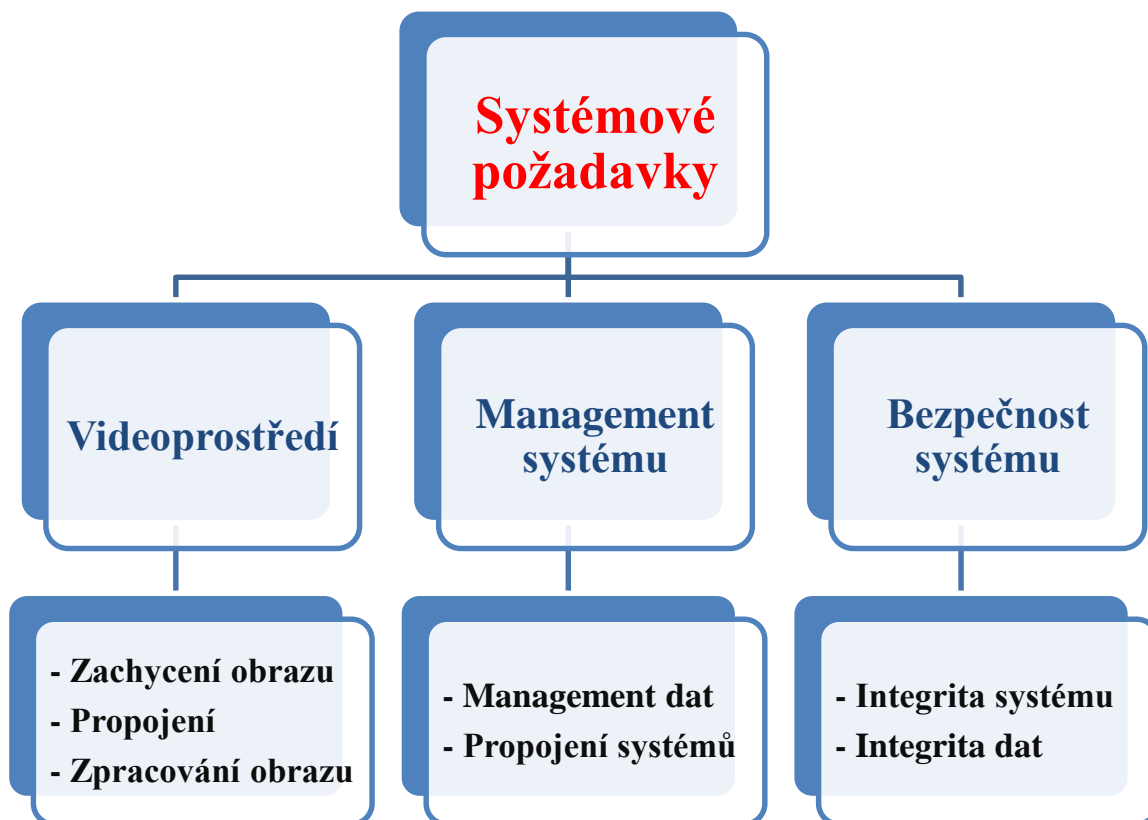 Systémové
požadavky
Videoprostředí
Management
systému
Bezpečnost
systému
- Zachycení obrazu
- Propojení
- Zpracování obrazu
- Management dat
- Propojení systémů
- Integrita systému
- Integrita dat